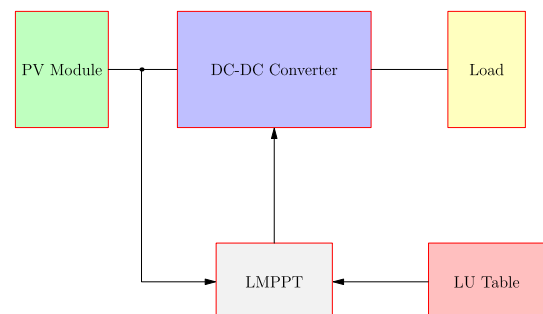 PV Module
DC-DC Converter
Load
LMPPT
LU Table